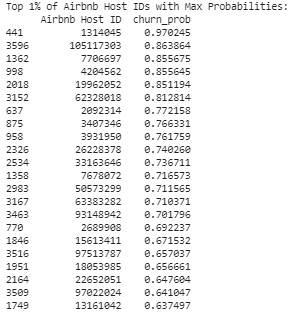 Top 1% of Airbnb Host IDs with Max Probabilities:
Airbnb Host ID churn_prob
441 1314045 0.970245
3596 105117303 0.863864
1362 7706697 0.855675
998 4204562 0.855645
2018 19962052 0.851194
3152 62328018 0.812814
637 2092314 0.772158
875 3407346 0.766331
958 3931950 0.761759
2326 26228378 0.740260
2534 33163646 0.736711
1358 7678072 0.716573
2983 50573299 0.711565
3167 63383282 0.710371
3463 93148942 0.701796
770 2689908 0.692237
1846 15613411 0.671532
3516 97513787 0.657037
1951 18053985 0.656661
2164 22652051 0.647604
3509 97022024 0.641047
1749 13161042 0.637497